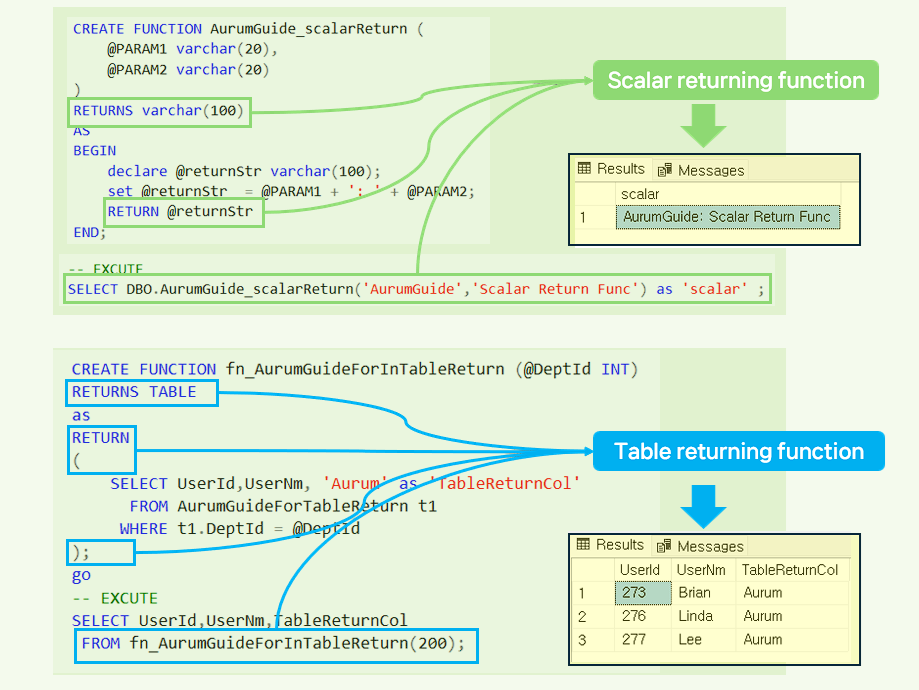 CREATE FUNCTION AurumGuide_scalarReturn (
@PARAM1 varchar(20),
@PARAM2 varchar(20)
)
RETURNS varchar(100)
AS
BEGIN
declare @returnStr varchar(100);
set @returnStr = @PARAM1 + ': ' + @PARAM2;
RETURN @returnStr
END;
-- EXCUTE
SELECT DBO.AurumGuide_scalarReturn('AurumGuide','Scalar Return Func') as 'scalar' ;
Scalar returning function
Results Messages
scalar
1 AurumGuide: Scalar Return Func
CREATE FUNCTION fn_AurumGuideForInTableReturn (@DeptId INT)
RETURNS TABLE
as
RETURN
(
SELECT UserId,UserNm, 'Aurum' as 'TableReturnCol'
FROM AurumGuideForTableReturn t1
WHERE t1.DeptId = @DeptId
);
go
-- EXCUTE
SELECT UserId,UserNm,TableReturnCol
FROM fn_AurumGuideForInTableReturn(200);
Table returning function
Results Messages
UserId UserNm TableReturnCol
1 273 Brian Aurum
2 276 Linda Aurum
3 277 Lee Aurum